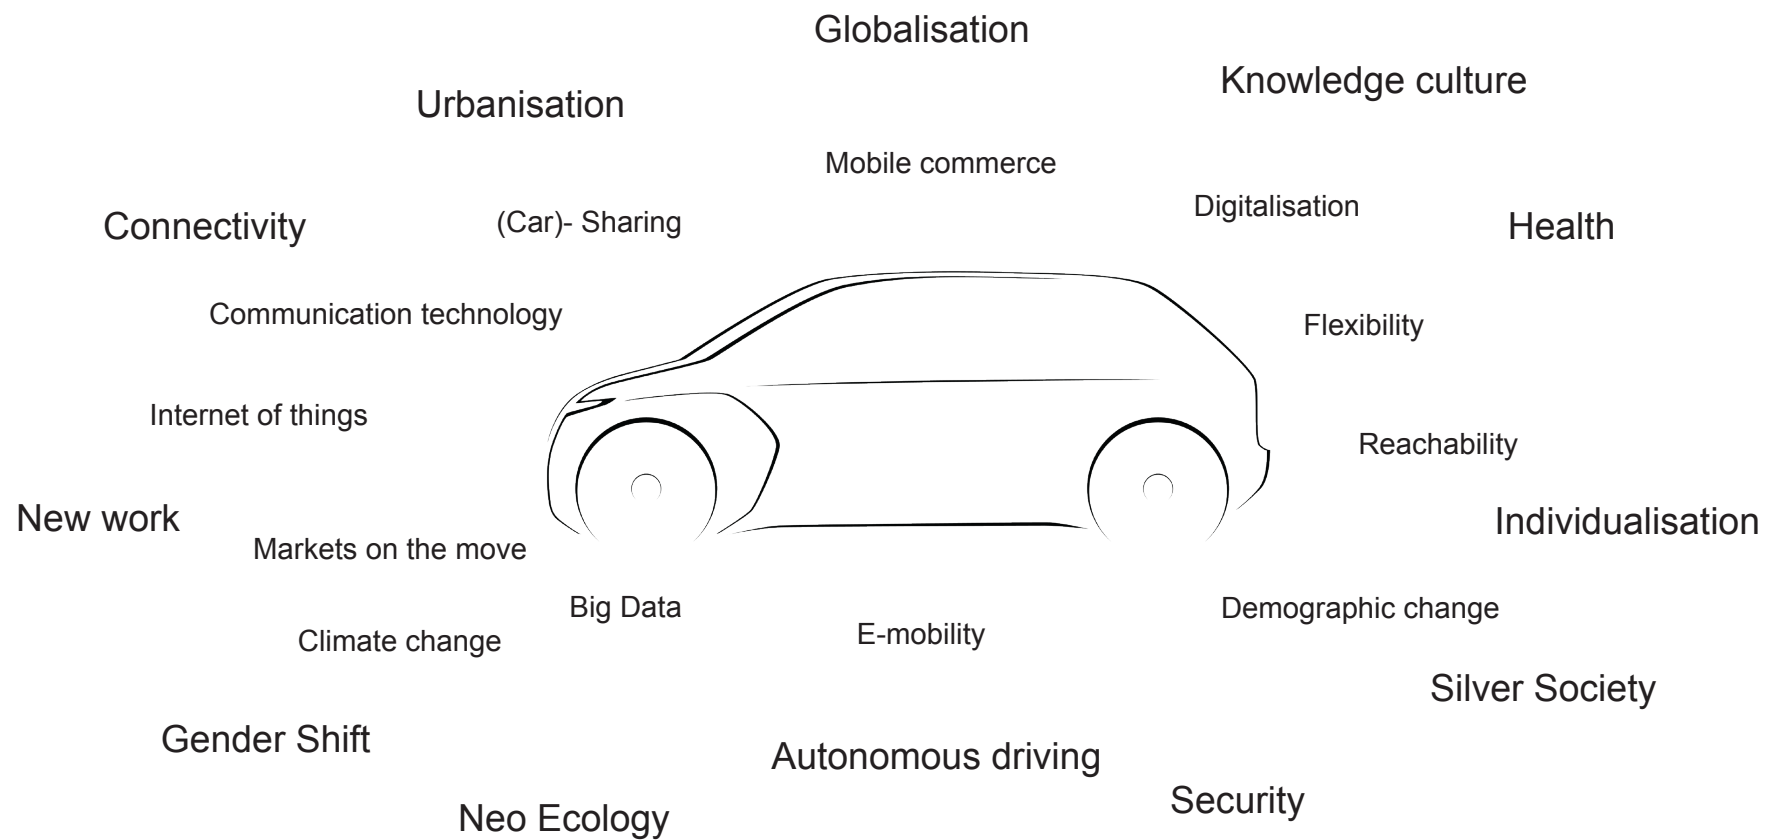 Globalisation
Knowledge culture
Urbanisation
Mobile commerce
Digitalisation
(Car)- Sharing
Connectivity
Health
Communication technology
Flexibility
Internet of things
Reachability
New work
Individualisation
Markets on the move
Big Data
Demographic change
E-mobility
Climate change
Silver Society
Gender Shift
Autonomous driving
Security
Neo Ecology